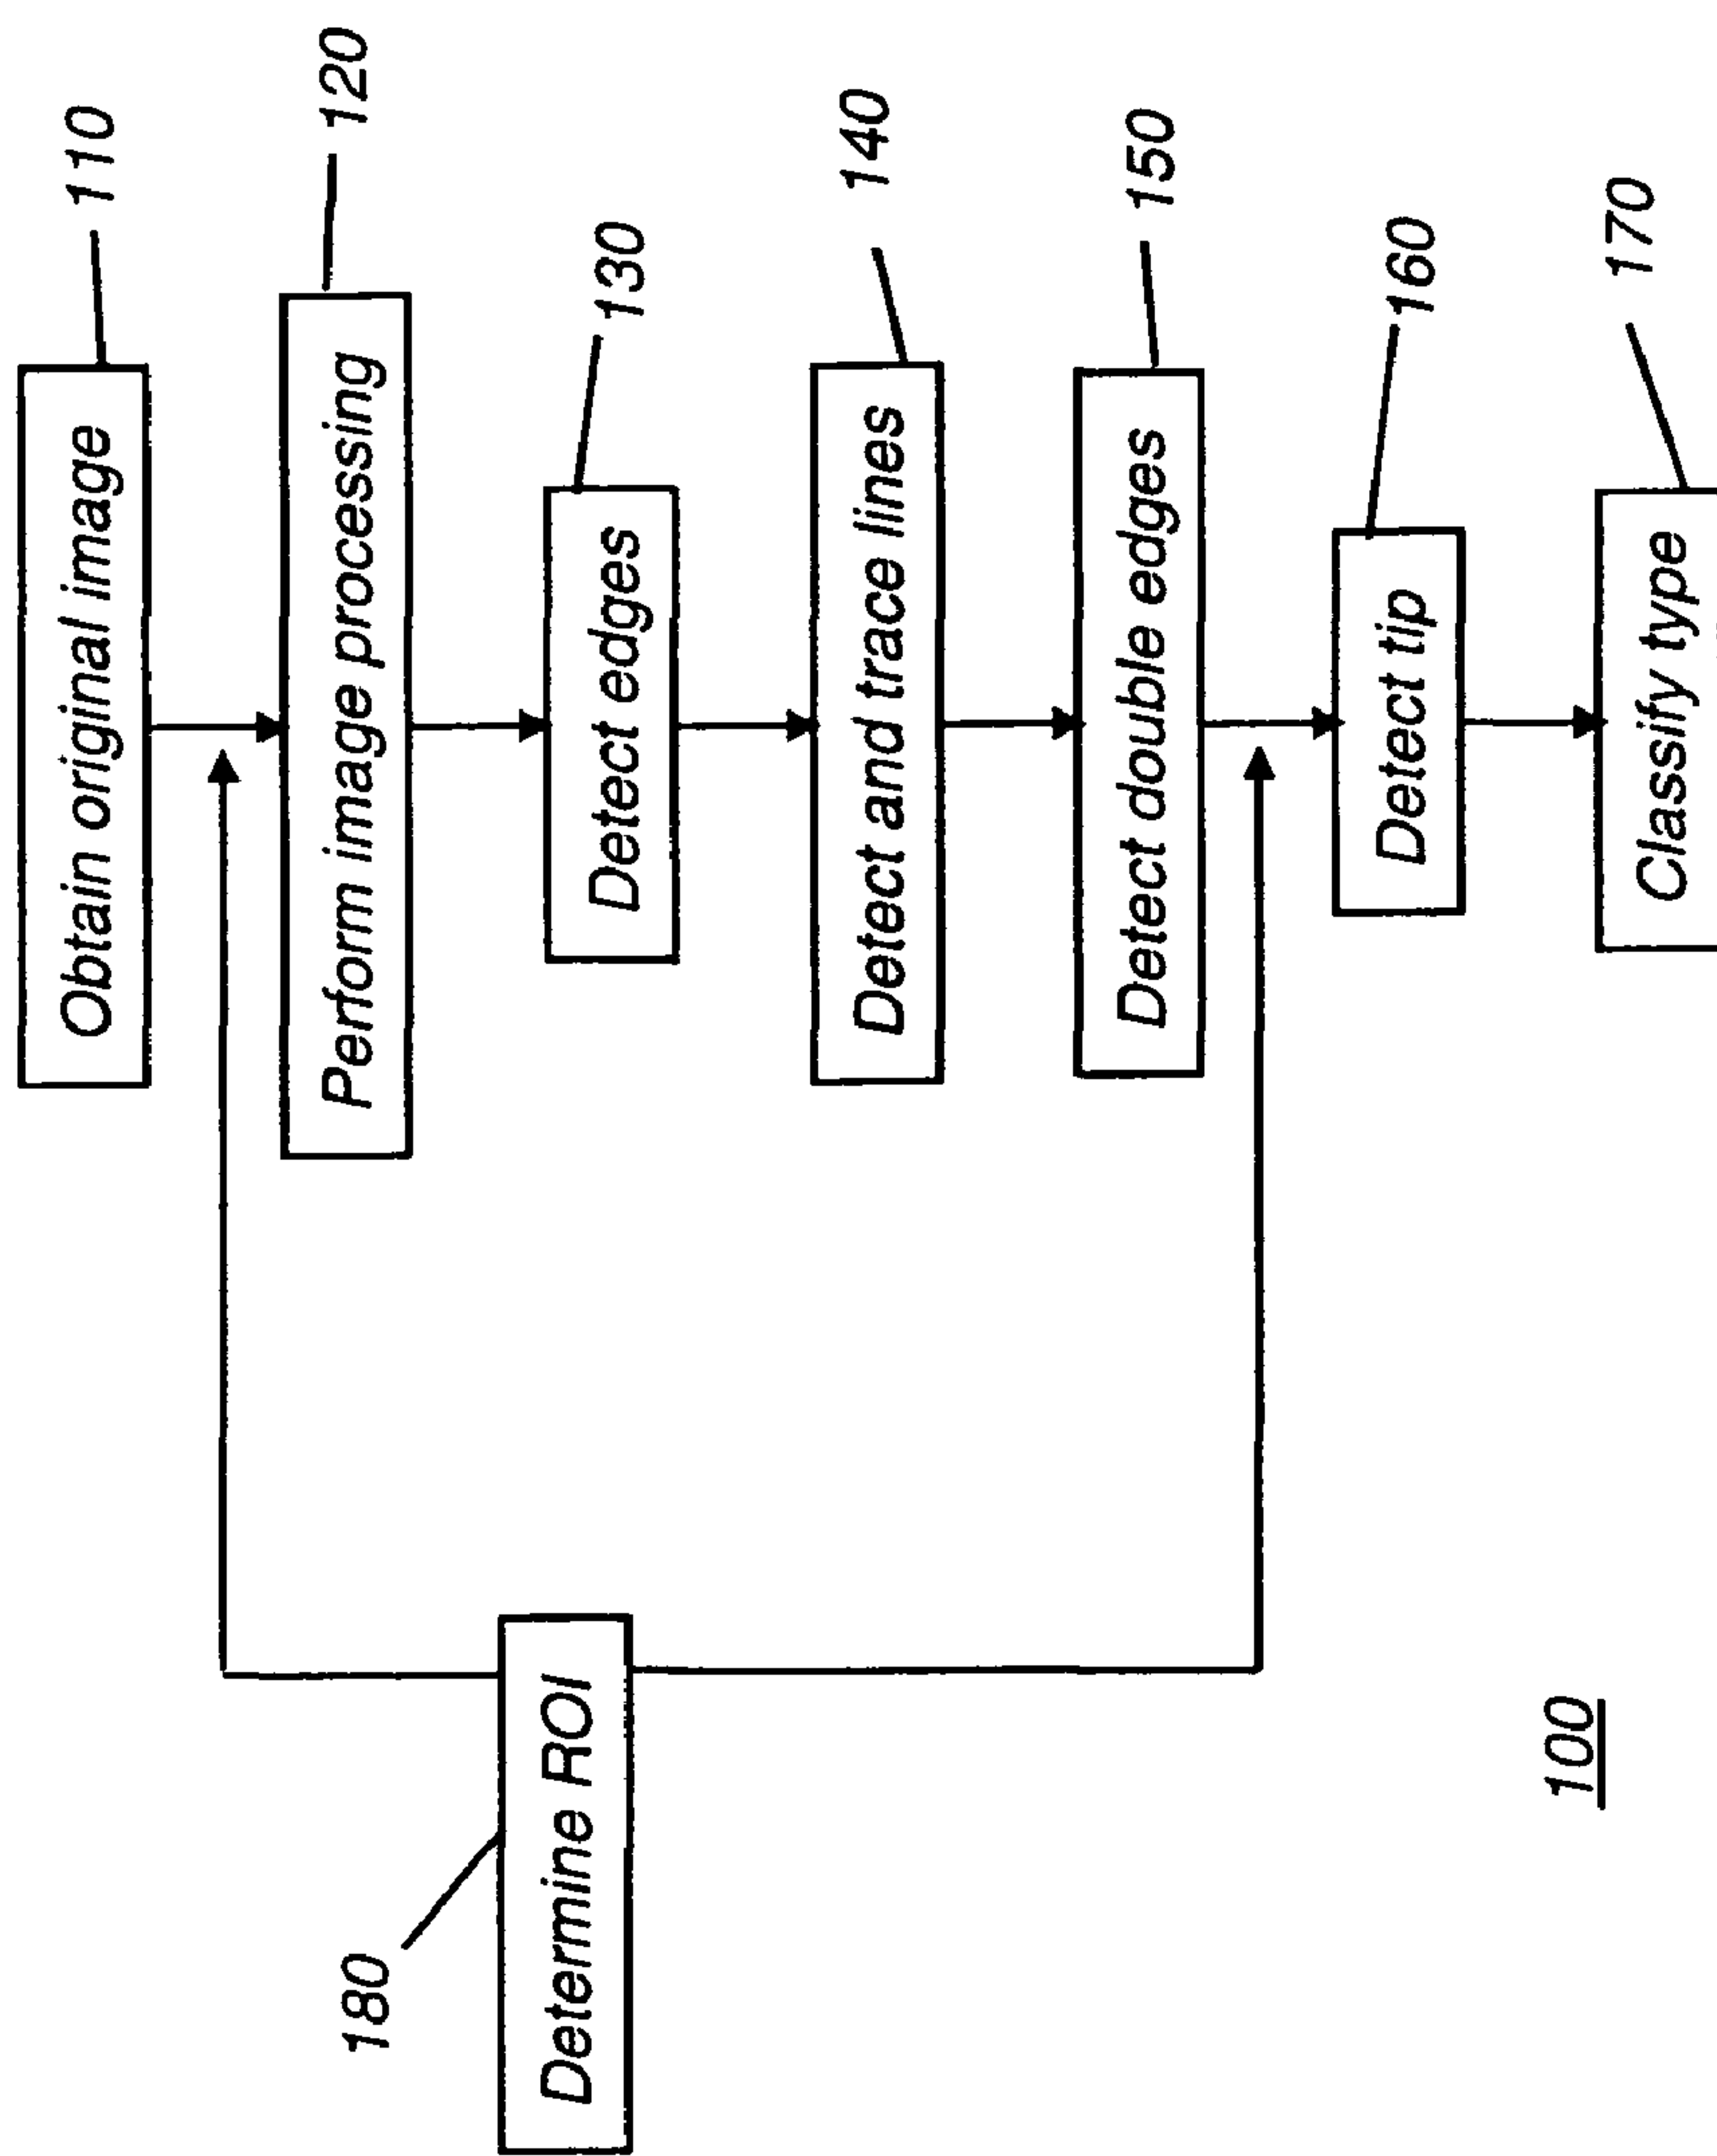 Obtain original image
110
Perform image processing
120
Detect edges
130
Detect and trace lines
140
Detect double edges
150
Detect tip
160
Classify type
170
180
Determine ROI
100